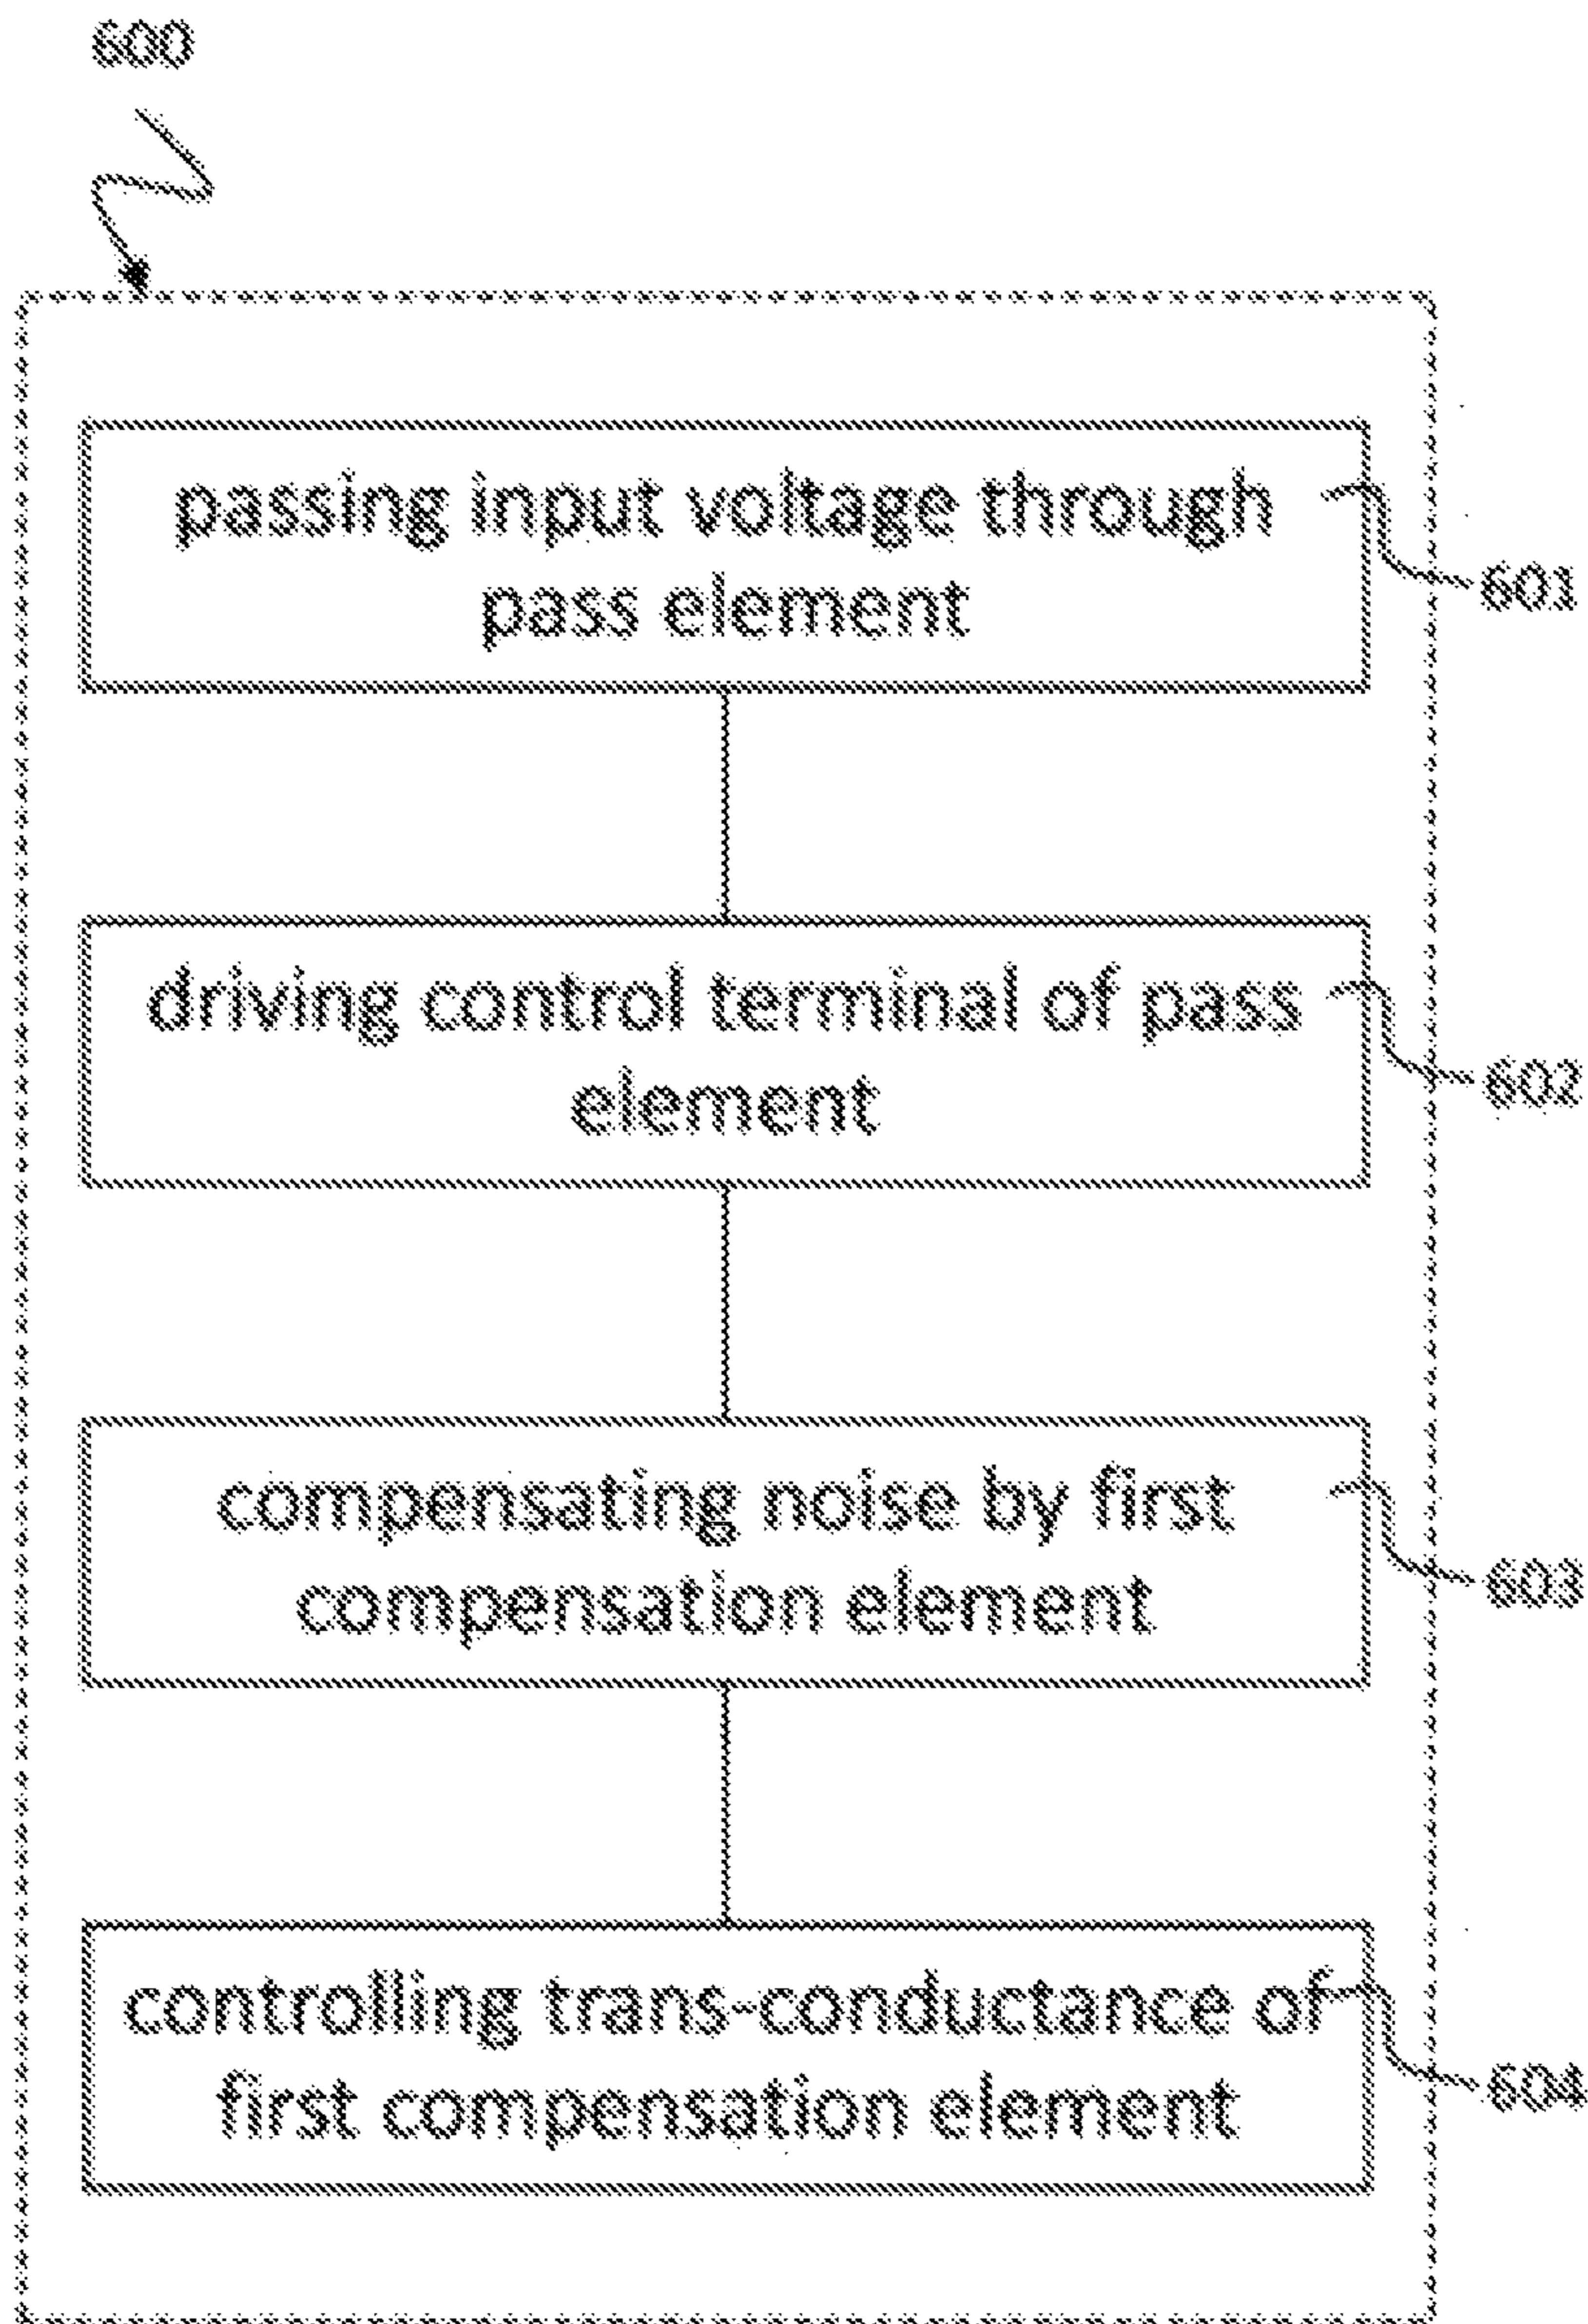 600
passing input voltage through
pass element
601
driving control terminal of pass
element
602
compensating noise by first
compensation element
603
controlling trans-conductance of
first compensation element
604